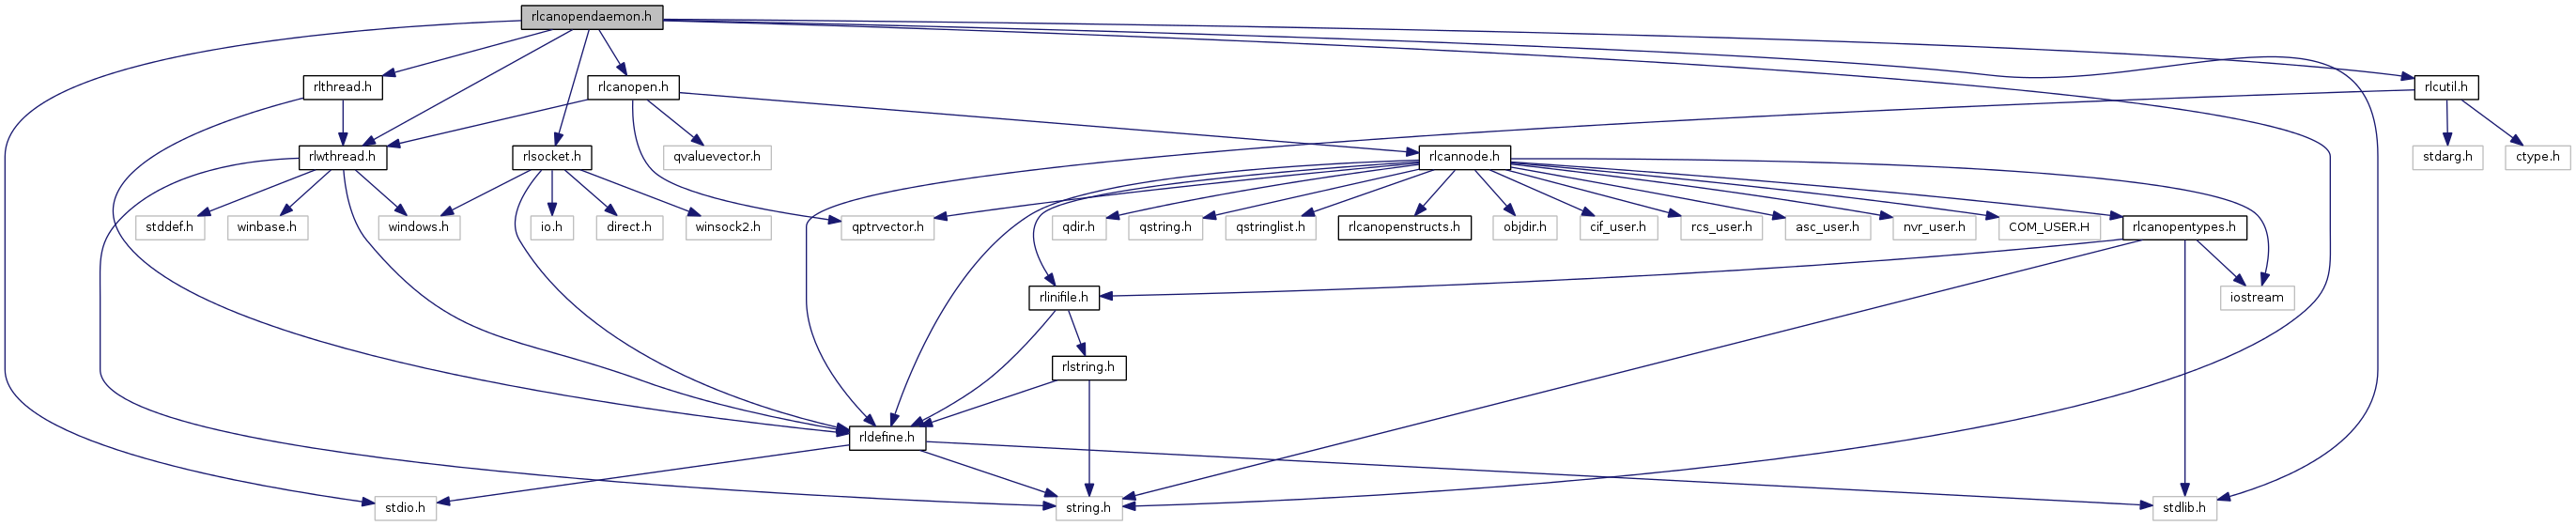 rlcanopendaemon.h
rlthread.h
rlcanopen.h
rlcutil.h
rlwthread.h
rlsocket.h
qvaluevector.h
rlcannode.h
stdarg.h
ctype.h
stddef.h
winbase.h
windows.h
io.h
direct.h
winsock2.h
qptrvector.h
qdir.h
qstring.h
qstringlist.h
rlcanopenstructs.h
objdir.h
cif_user.h
rcs_user.h
asc_user.h
nvr_user.h
COM_USER.H
rlcanopentypes.h
rlinifile.h
iostream
rlstring.h
rldefine.h
stdio.h
string.h
stdlib.h